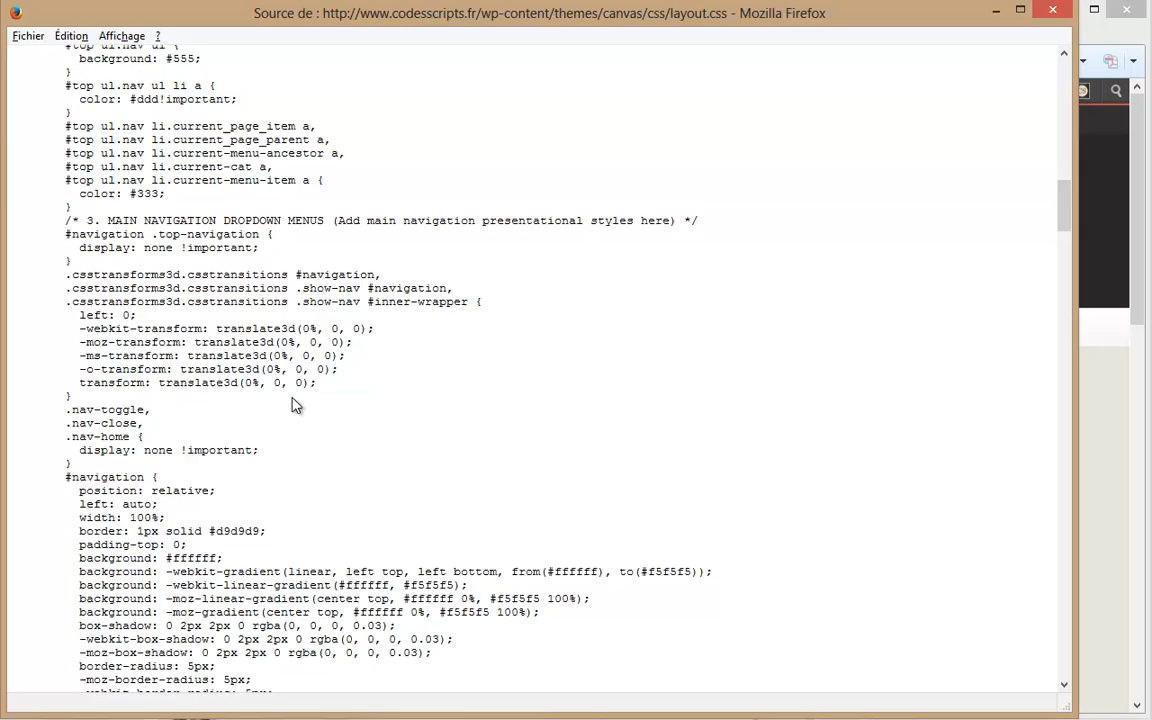 Source de : http://www.codesscripts.fr/wp-content/themes/canvas/css/layout.css - Mozilla Firefox
Fichier Édition Affichage ?
#top ul.nav ul {
background: #555;
}
#top ul.nav ul li a {
color: #ddd!important;
}
#top ul.nav li.current_page_item a,
#top ul.nav li.current_page_parent a,
#top ul.nav li.current-menu-ancestor a,
#top ul.nav li.current-cat a,
#top ul.nav li.current-menu-item a {
color: #333;
}
/* 3. MAIN NAVIGATION DROPDOWN MENUS (Add main navigation presentational styles here) */
#navigation .top-navigation {
display: none !important;
}
.csstransforms3d.csstransitions #navigation,
.csstransforms3d.csstransitions .show-nav #navigation,
.csstransforms3d.csstransitions .show-nav #inner-wrapper {
left: 0;
-webkit-transform: translate3d(0%, 0, 0);
-moz-transform: translate3d(0%, 0, 0);
-ms-transform: translate3d(0%, 0, 0);
-o-transform: translate3d(0%, 0, 0);
transform: translate3d(0%, 0, 0);
}
.nav-toggle,
.nav-close,
.nav-home {
display: none !important;
}
#navigation {
position: relative;
left: auto;
width: 100%;
border: 1px solid #d9d9d9;
padding-top: 0;
background: #ffffff;
background: -webkit-gradient(linear, left top, left bottom, from(#ffffff), to(#f5f5f5));
background: -webkit-linear-gradient(#ffffff, #f5f5f5);
background: -moz-linear-gradient(center top, #ffffff 0%, #f5f5f5 100%);
background: -moz-gradient(center top, #ffffff 0%, #f5f5f5 100%);
box-shadow: 0 2px 2px 0 rgba(0, 0, 0, 0.03);
-webkit-box-shadow: 0 2px 2px 0 rgba(0, 0, 0, 0.03);
-moz-box-shadow: 0 2px 2px 0 rgba(0, 0, 0, 0.03);
border-radius: 5px;
-moz-border-radius: 5px;
-webkit-border-radius: 5px;